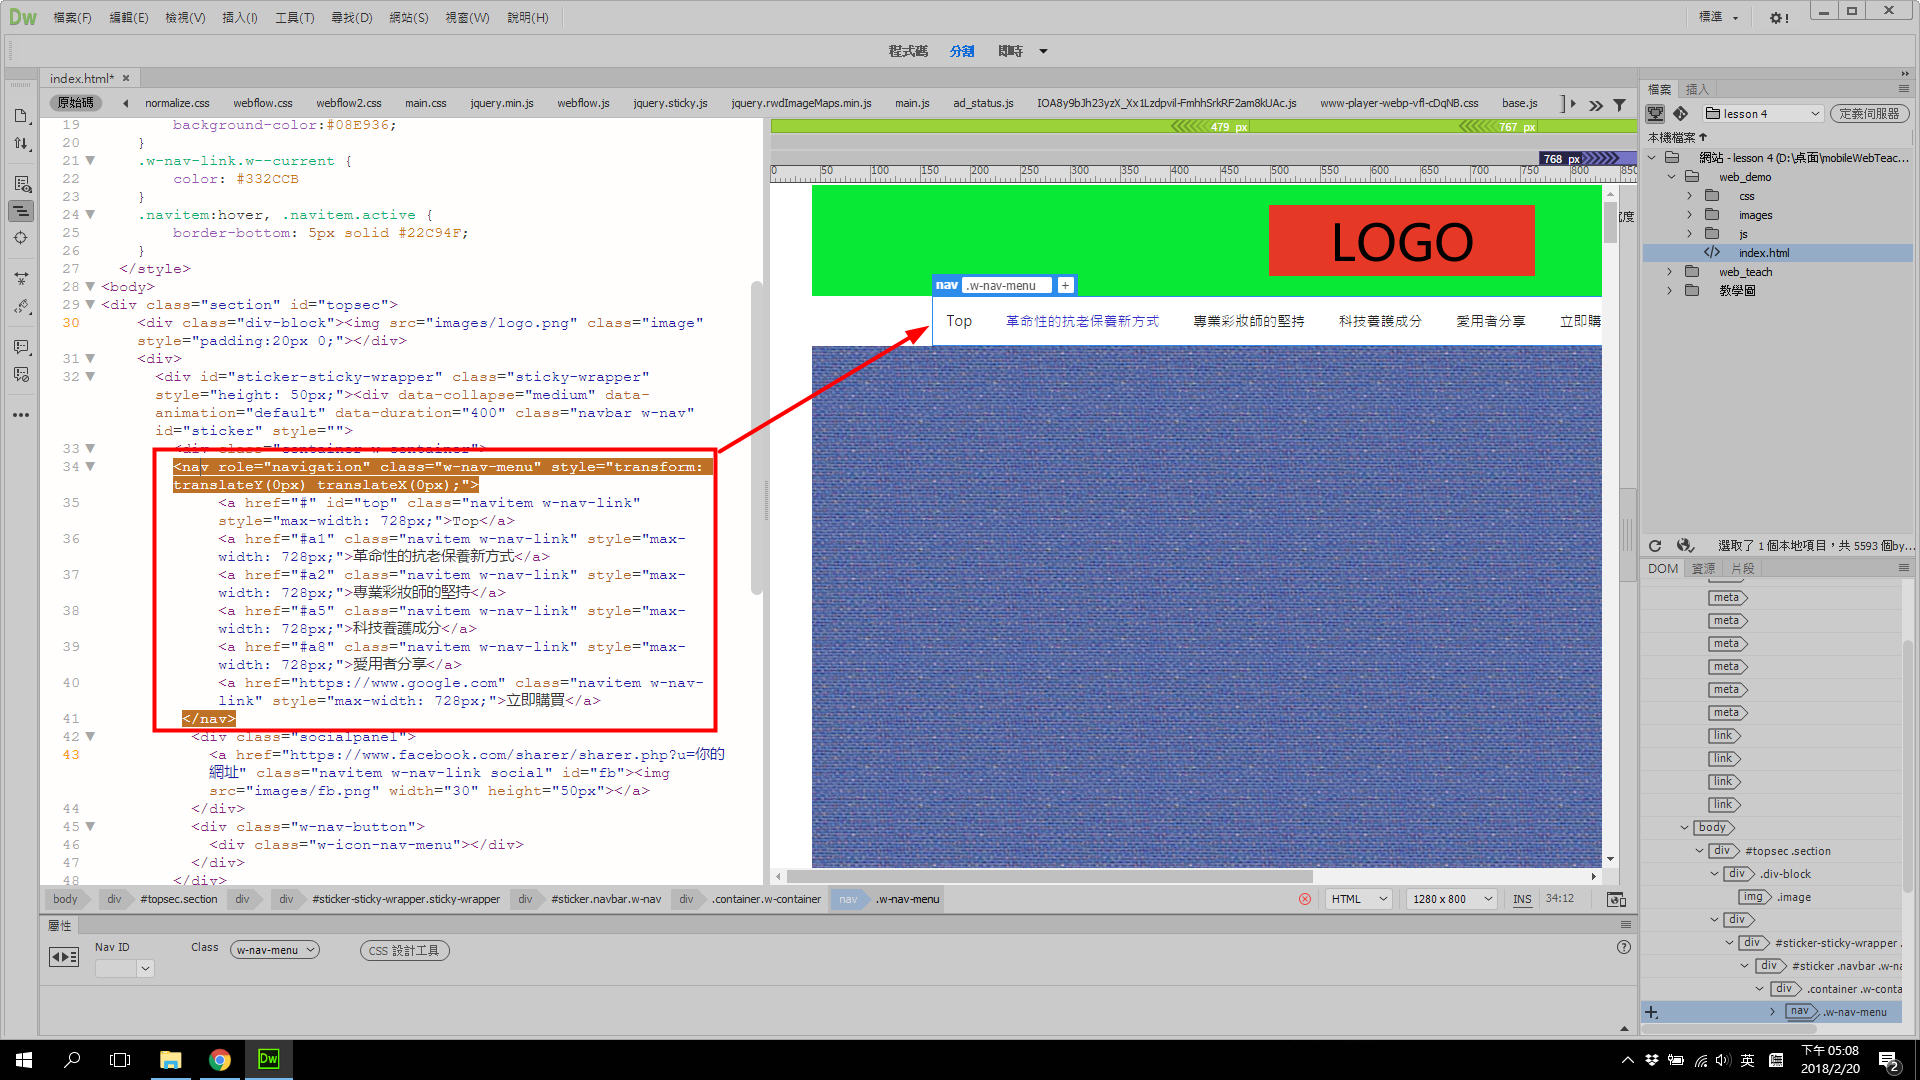 Dw 檔案(F) 編輯(E) 檢視(V) 插入(I) 工具(T) 尋找(D) 網站(S) 視窗(W) 說明(H) 標準
程式碼 分割 即時
index.html*
原始碼 normalize.css webflow.css webflow2.css main.css jquery.min.js webflow.js jquery.sticky.js jquery.rwdImageMaps.min.js main.js ad_status.js IOA8y9bJh23yzX_Xx1Lzdpvil-FmhhSrkRF2am8kUAc.js www-player-webp-vfl-cDqNB.css base.js
19 background-color:#08E936;
20 }
21 .w-nav-link.w--current {
22 color: #332CCB
23 }
24 .navitem:hover, .navitem.active {
25 border-bottom: 5px solid #22C94F;
26 }
27 </style>
28 <body>
29 <div class="section" id="topsec">
30 <div class="div-block"><img src="images/logo.png" class="image"
style="padding:20px 0;"></div>
31 <div>
32 <div id="sticker-sticky-wrapper" class="sticky-wrapper"
style="height: 50px;"><div data-collapse="medium" data-
animation="default" data-duration="400" class="navbar w-nav"
id="sticker" style="">
33 <div class="container w-container">
34 <nav role="navigation" class="w-nav-menu" style="transform:
translateY(0px) translateX(0px);">
35 <a href="#" id="top" class="navitem w-nav-link"
style="max-width: 728px;">Top</a>
36 <a href="#a1" class="navitem w-nav-link" style="max-
width: 728px;">革命性的抗老保養新方式</a>
37 <a href="#a2" class="navitem w-nav-link" style="max-
width: 728px;">專業彩妝師的堅持</a>
38 <a href="#a5" class="navitem w-nav-link" style="max-
width: 728px;">科技養護成分</a>
39 <a href="#a8" class="navitem w-nav-link" style="max-
width: 728px;">愛用者分享</a>
40 <a href="https://www.google.com" class="navitem w-nav-
link" style="max-width: 728px;">立即購買</a>
41 </nav>
42 <div class="socialpanel">
43 <a href="https://www.facebook.com/sharer/sharer.php?u=你的
網址" class="navitem w-nav-link social" id="fb"><img
src="images/fb.png" width="30" height="50px"></a>
44 </div>
45 <div class="w-nav-button">
46 <div class="w-icon-nav-menu"></div>
47 </div>
48 </div>
479 px 767 px
768 px
0 50 100 150 200 250 300 350 400 450 500 550 600 650 700 750 800 850
LOGO
nav .w-nav-menu +
Top 革命性的抗老保養新方式 專業彩妝師的堅持 科技養護成分 愛用者分享 立即購
body div #topsec.section div div #sticker-sticky-wrapper.sticky-wrapper div #sticker.navbar.w-nav div .container.w-container nav .w-nav-menu
HTML 1280 x 800 INS 34:12
屬性
Nav ID Class w-nav-menu CSS 設計工具
檔案 插入
lesson 4 定義伺服器
本機檔案
網站 - lesson 4 (D:\桌面\mobileWebTeac...
web_demo
css
images
js
index.html
web_teach
教學圖
選取了 1 個本地項目，共 5593 個by...
DOM 資源 片段
meta
meta
meta
meta
meta
meta
link
link
link
link
body
div #topsec .section
div .div-block
img .image
div
div #sticker-sticky-wrapper .
div #sticker .navbar .w-na
div .container .w-conta
nav .w-nav-menu
Dw 英 下午 05:08
2018/2/20 2